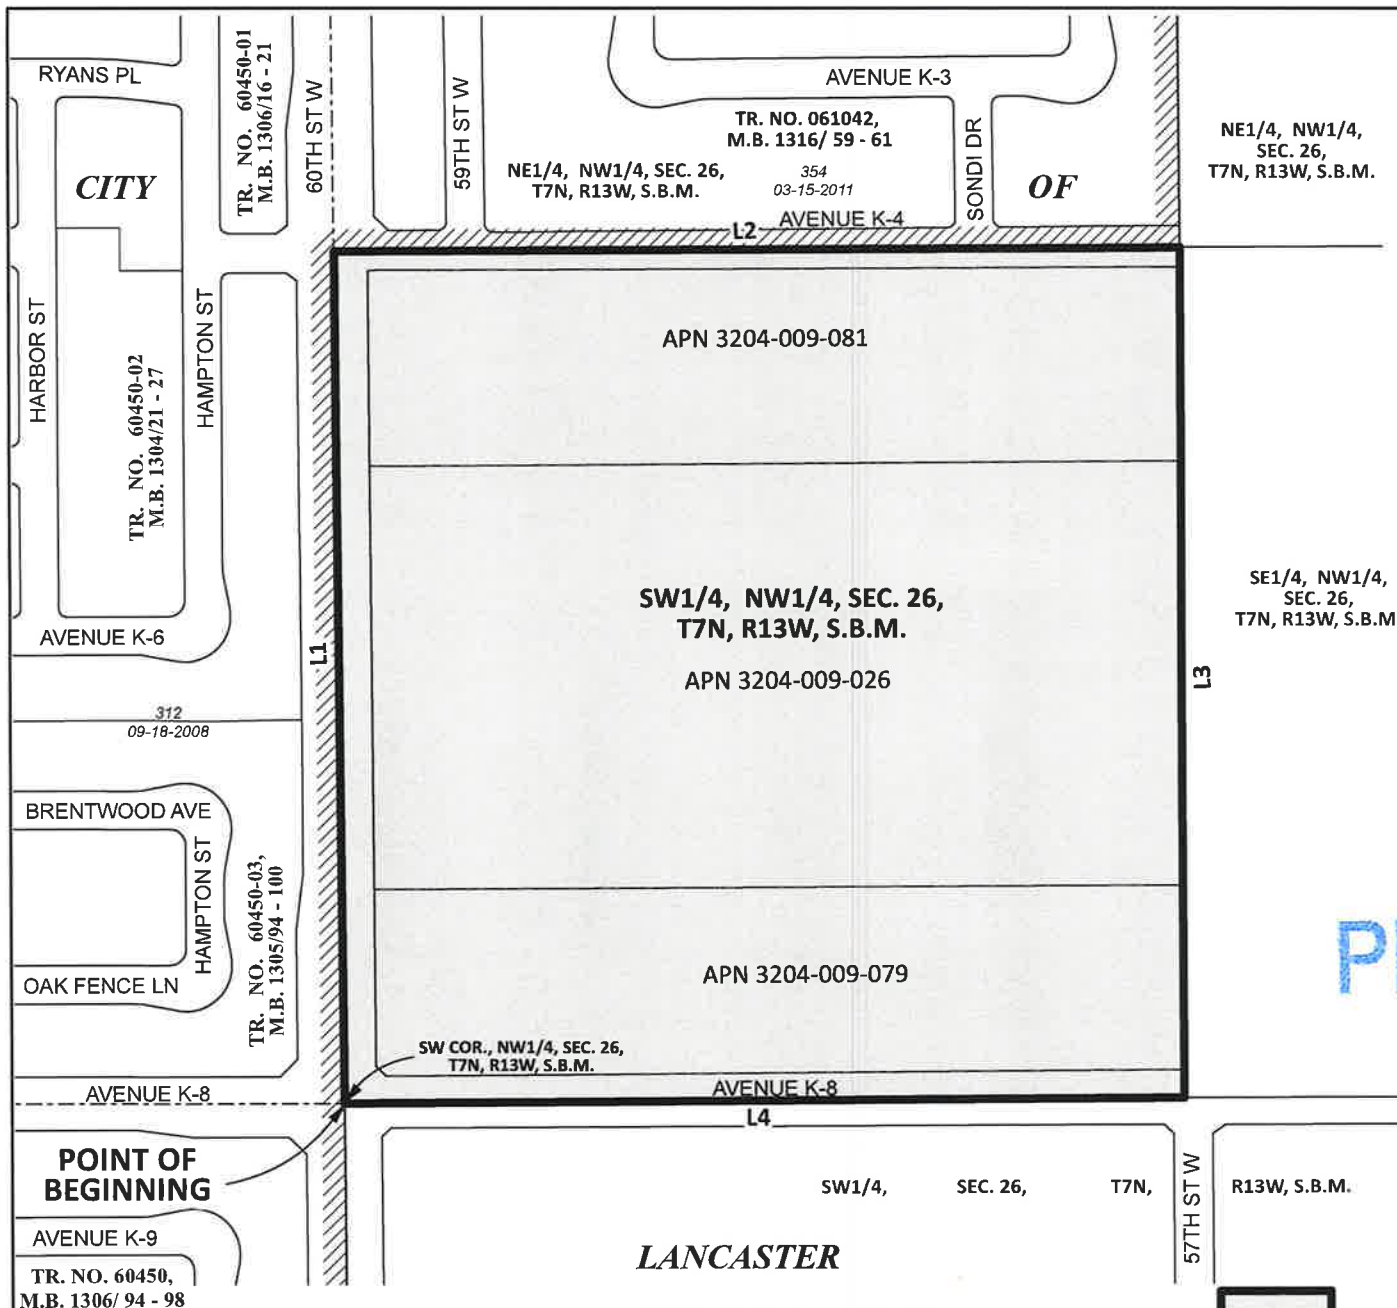 RYANS PL
TR. NO. 60450-01
M.B. 1306/16 - 21
60TH ST W
59TH ST W
AVENUE K-3
TR. NO. 061042,
M.B. 1316/ 59 - 61
NE1/4, NW1/4, SEC. 26,
T7N, R13W, S.B.M.
354
03-15-2011
SONDI DR
NE1/4, NW1/4,
SEC. 26,
T7N, R13W, S.B.M.
CITY
OF
AVENUE K-4
L2
HARBOR ST
TR. NO. 60450-02
M.B. 1304/21 - 27
HAMPTON ST
APN 3204-009-081
SW1/4, NW1/4, SEC. 26,
T7N, R13W, S.B.M.
APN 3204-009-026
SE1/4, NW1/4,
SEC. 26,
T7N, R13W, S.B.M
AVENUE K-6
L1
L3
312
09-18-2008
BRENTWOOD AVE
HAMPTON ST
TR. NO. 60450-03,
M.B. 1305/94 - 100
OAK FENCE LN
APN 3204-009-079
SW COR., NW1/4, SEC. 26,
T7N, R13W, S.B.M.
AVENUE K-8
AVENUE K-8
L4
POINT OF
BEGINNING
SW1/4, SEC. 26, T7N, R13W, S.B.M.
57TH ST W
AVENUE K-9
LANCASTER
TR. NO. 60450,
M.B. 1306/ 94 - 98